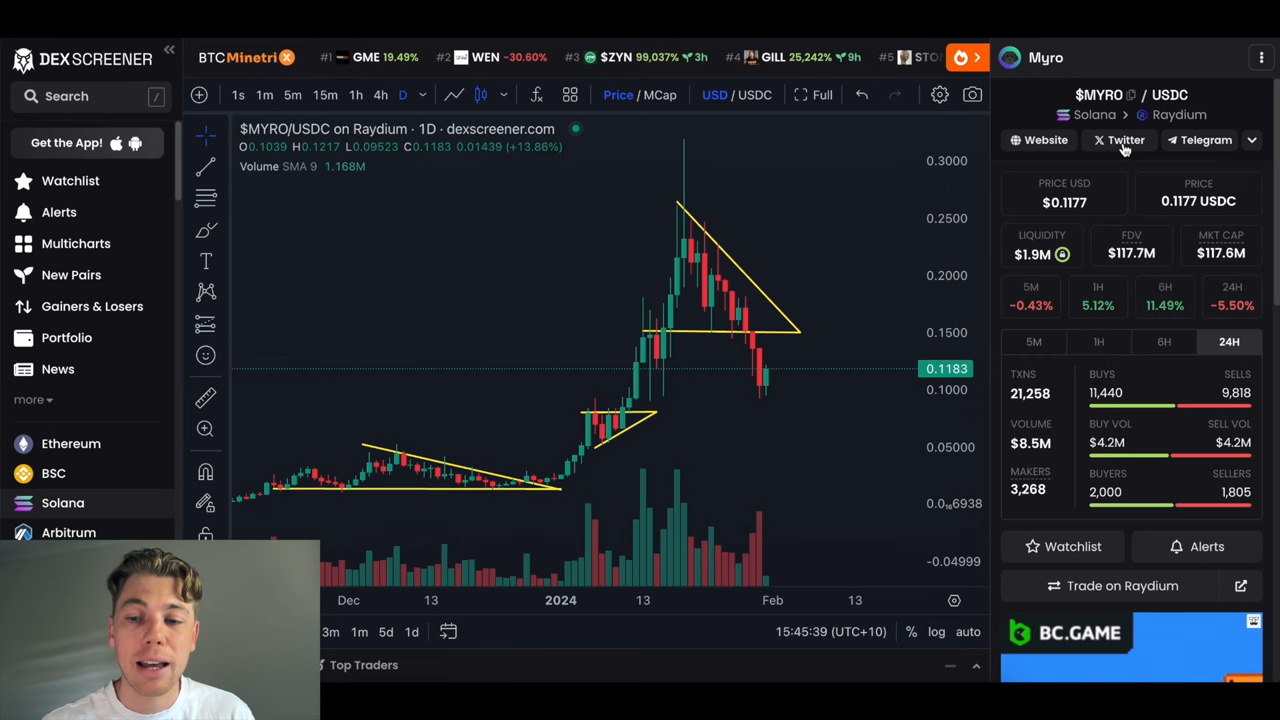 DEX SCREENER
Search
/
Get the App!
Watchlist
Alerts
Multicharts
New Pairs
Gainers & Losers
Portfolio
News
more
Ethereum
BSC
Solana
Arbitrum
BTC Minetrix
#1 GME 19.49%
#2 WEN -30.60%
#3 $ZYN 99,037% 3h
#4 GILL 25,242% 9h
#5
1s 1m 5m 15m 1h 4h D
Price / MCap
USD / USDC
Full
$MYRO/USDC on Raydium · 1D · dexscreener.com
O0.1039 H0.1217 L0.09523 C0.1183 0.01439 (+13.86%)
Volume SMA 9 1.168M
0.3000
0.2500
0.2000
0.1500
0.1183
0.1000
0.05000
0.0₁₆6938
-0.04999
Dec 13 2024 13 Feb 13
3m 1m 5d 1d
15:45:39 (UTC+10) % log auto
Top Traders
Myro
$MYRO / USDC
Solana > Raydium
Website
Twitter
Telegram
PRICE USD
$0.1177
PRICE
0.1177 USDC
LIQUIDITY
$1.9M
FDV
$117.7M
MKT CAP
$117.6M
5M
-0.43%
1H
5.12%
6H
11.49%
24H
-5.50%
5M 1H 6H 24H
TXNS
21,258
BUYS
11,440
SELLS
9,818
VOLUME
$8.5M
BUY VOL
$4.2M
SELL VOL
$4.2M
MAKERS
3,268
BUYERS
2,000
SELLERS
1,805
Watchlist
Alerts
Trade on Raydium
BC.GAME